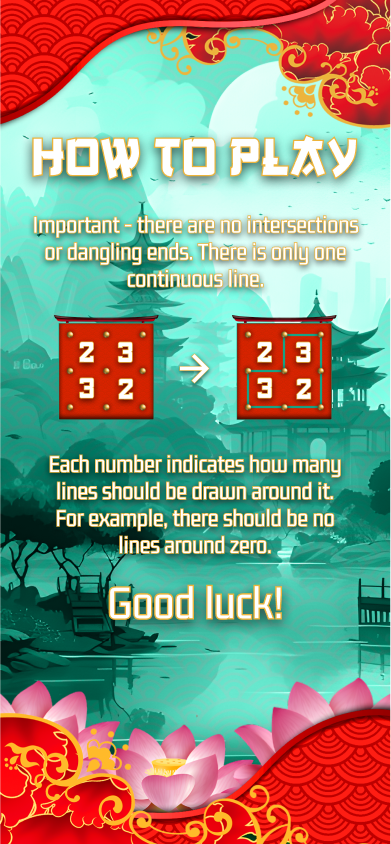 HOW TO PLAY
Important - there are no intersections
or dangling ends. There is only one
continuous line.
2 3 2 3
3 2 3 2
Each number indicates how many
lines should be drawn around it.
For example, there should be no
lines around zero.
Good luck!